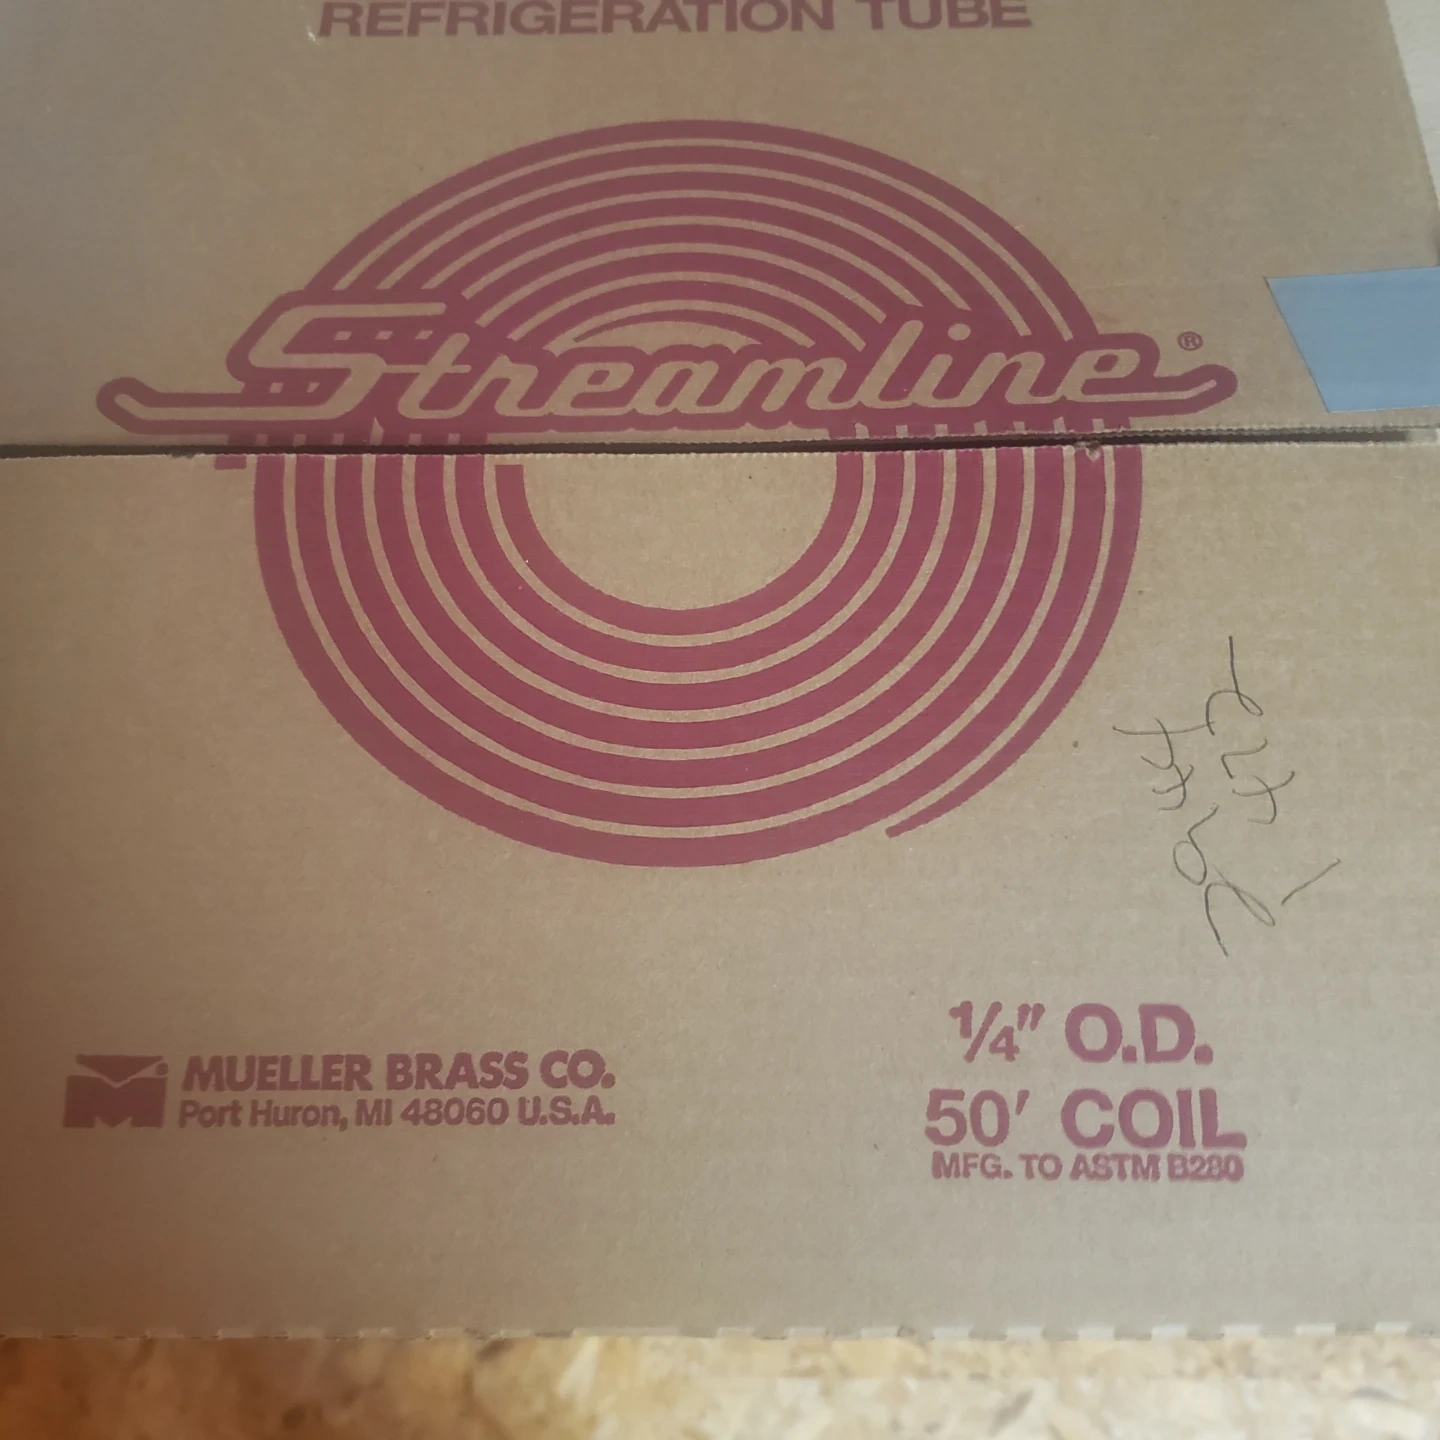 REFRIGERATION TUBE
Streamline®
MUELLER BRASS CO.
Port Huron, MI 48060 U.S.A.
1/4" O.D.
50' COIL
MFG. TO ASTM B280